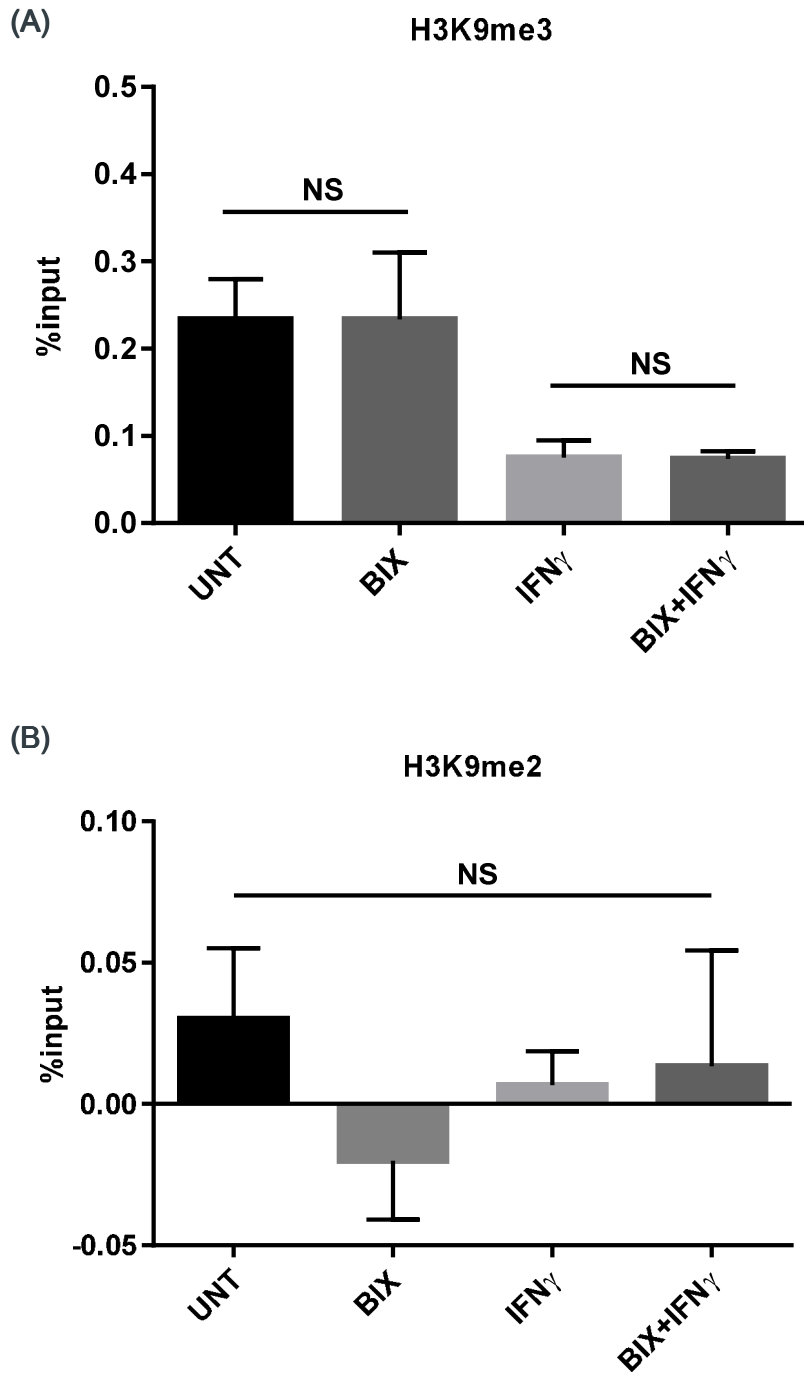 (A)
H3K9me3
0.5
0.4
NS
0.3
%input
0.2
NS
0.1
0.0
UNT
BIX
IFNγ
BIX+IFNγ
(B)
H3K9me2
0.10
NS
0.05
%input
0.00
-0.05
UNT
BIX
IFNγ
BIX+IFNγ